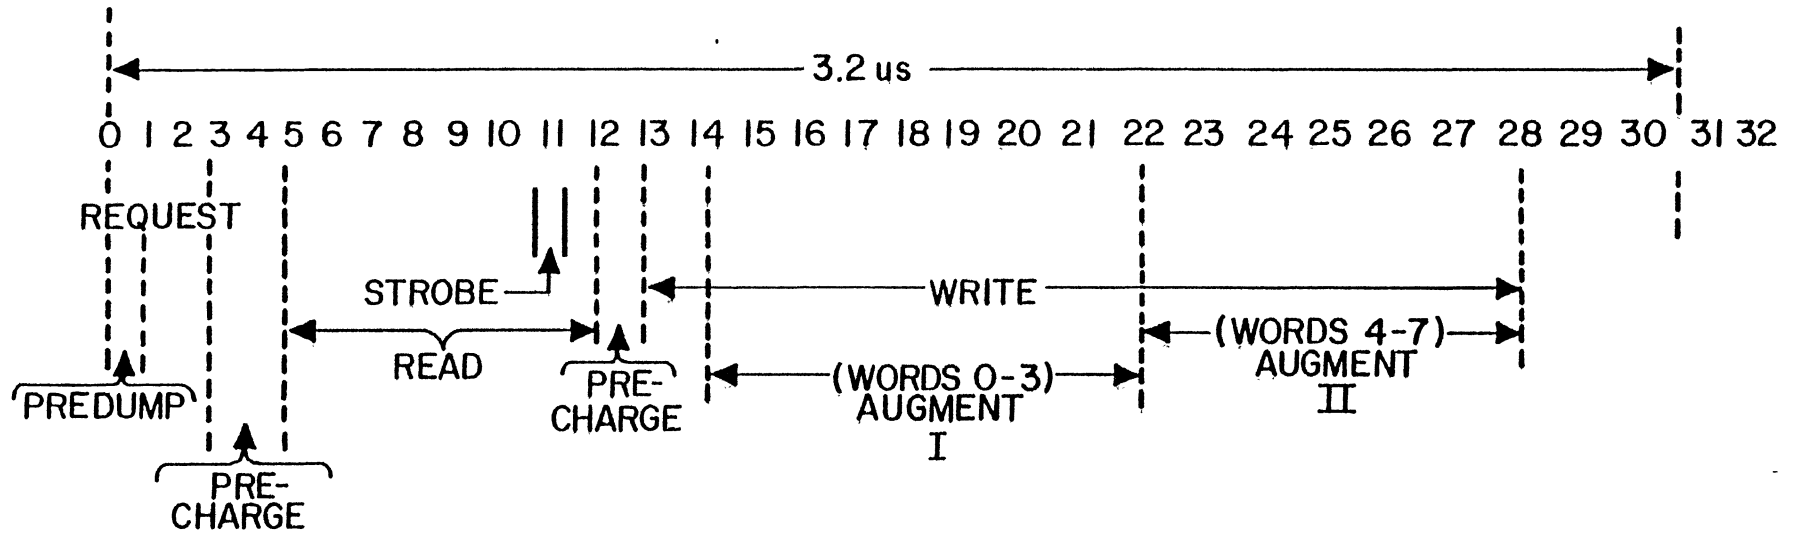 3.2 us
0 1 2 3 4 5 6 7 8 9 10 11 12 13 14 15 16 17 18 19 20 21 22 23 24 25 26 27 28 29 30 31 32
REQUEST
STROBE
WRITE
READ
(WORDS 4-7)
AUGMENT
II
PRE-
CHARGE
(WORDS 0-3)
AUGMENT
I
PREDUMP
PRE-
CHARGE